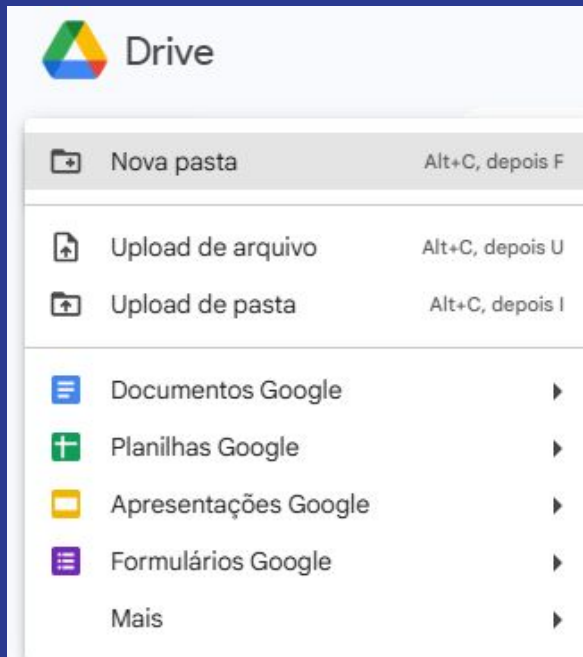 Drive
Nova pasta Alt+C, depois F
Upload de arquivo Alt+C, depois U
Upload de pasta Alt+C, depois I
Documentos Google
Planilhas Google
Apresentações Google
Formulários Google
Mais